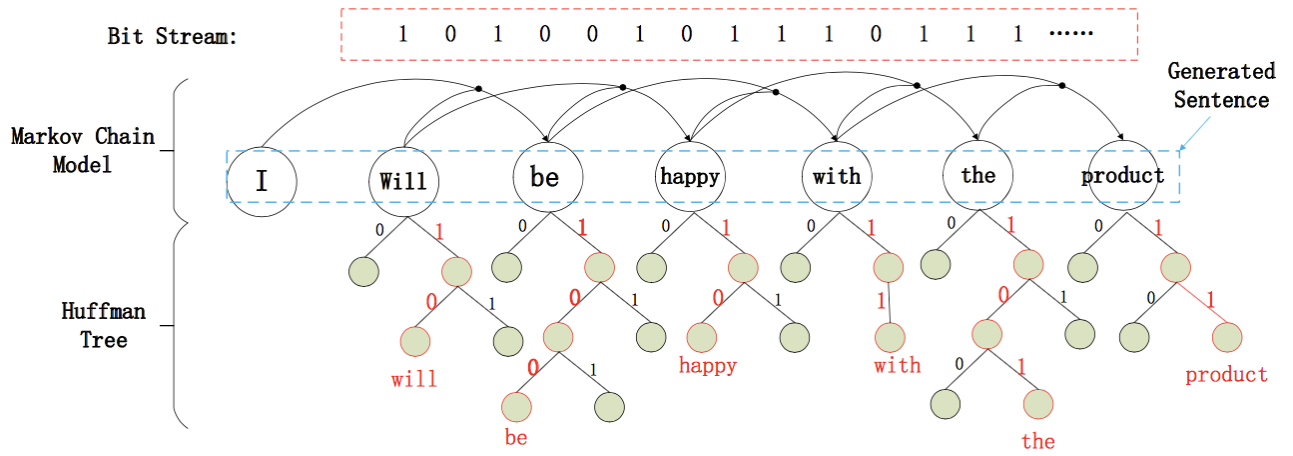 Bit Stream: 1 0 1 0 0 1 0 1 1 1 0 1 1 1 ······
Generated
Sentence
Markov Chain
Model
I Will be happy with the product
0 1 0 1 0 1 0 1 0 1 0 1
0 1 0 1 0 1 1 0 1 0 1
Huffman
Tree
will happy with product
0 1 0 1
be the